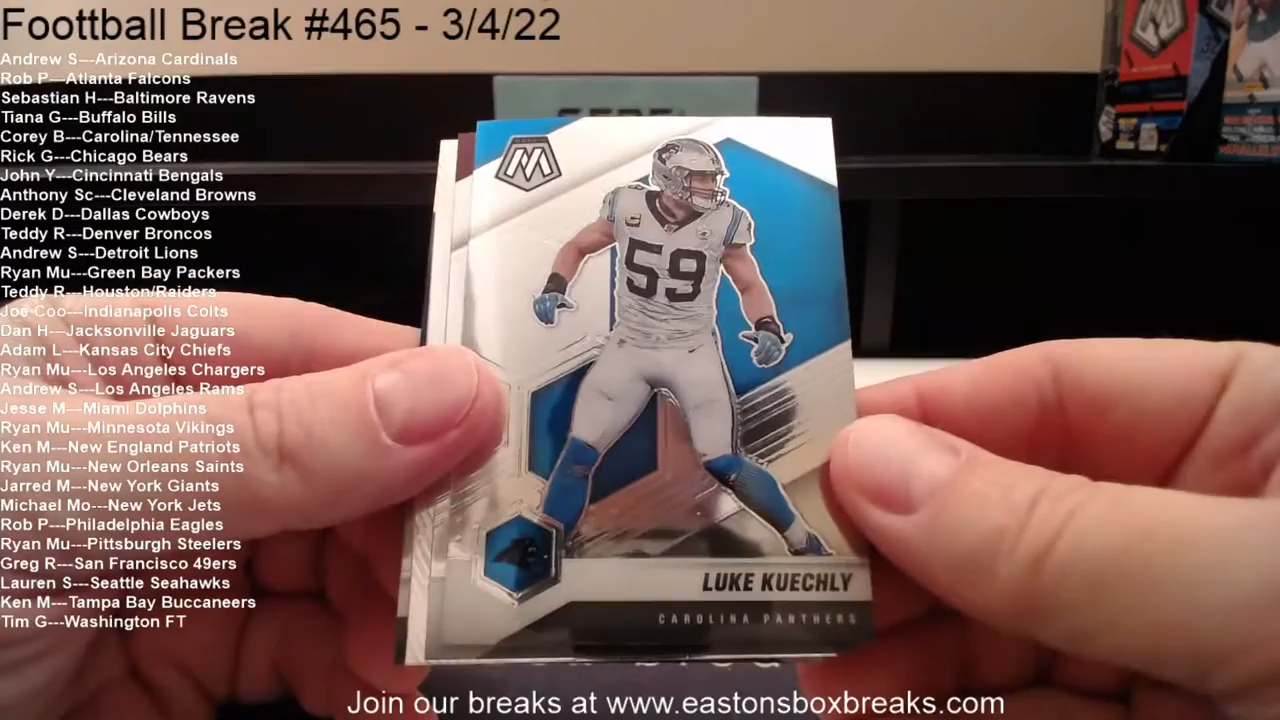 Foottball Break #465 - 3/4/22
Andrew S---Arizona Cardinals
Rob P---Atlanta Falcons
Sebastian H---Baltimore Ravens
Tiana G---Buffalo Bills
Corey B---Carolina/Tennessee
Rick G---Chicago Bears
John Y---Cincinnati Bengals
Anthony Sc---Cleveland Browns
Derek D---Dallas Cowboys
Teddy R---Denver Broncos
Andrew S---Detroit Lions
Ryan Mu---Green Bay Packers
Teddy R---Houston/Raiders
Joe Coo---Indianapolis Colts
Dan H---Jacksonville Jaguars
Adam L---Kansas City Chiefs
Ryan Mu---Los Angeles Chargers
Andrew S---Los Angeles Rams
Jesse M---Miami Dolphins
Ryan Mu---Minnesota Vikings
Ken M---New England Patriots
Ryan Mu---New Orleans Saints
Jarred M---New York Giants
Michael Mo---New York Jets
Rob P---Philadelphia Eagles
Ryan Mu---Pittsburgh Steelers
Greg R---San Francisco 49ers
Lauren S---Seattle Seahawks
Ken M---Tampa Bay Buccaneers
Tim G---Washington FT
M
59
LUKE KUECHLY
CAROLINA PANTHERS
Join our breaks at www.eastonsboxbreaks.com